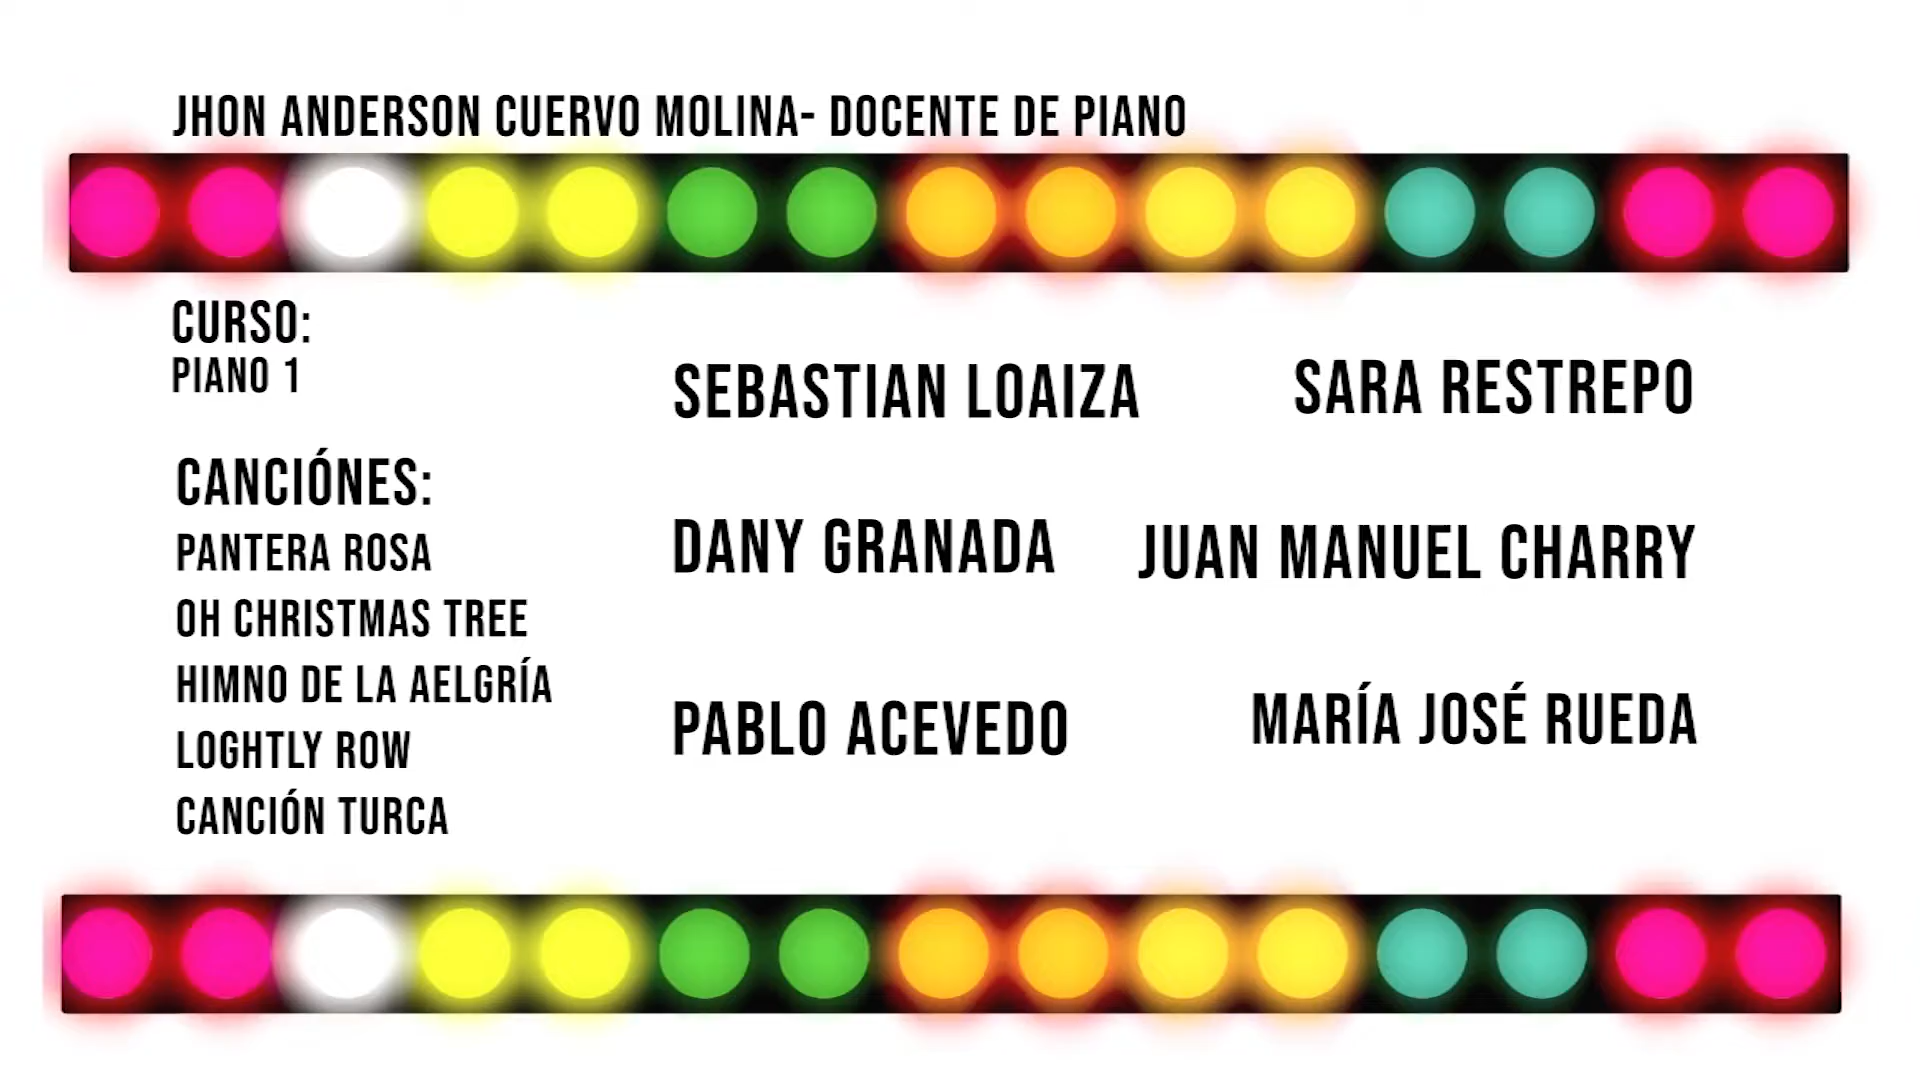 JHON ANDERSON CUERVO MOLINA- DOCENTE DE PIANO
CURSO:
PIANO 1
CANCIÓNES:
PANTERA ROSA
OH CHRISTMAS TREE
HIMNO DE LA AELGRÍA
LOGHTLY ROW
CANCIÓN TURCA
SEBASTIAN LOAIZA
DANY GRANADA
PABLO ACEVEDO
SARA RESTREPO
JUAN MANUEL CHARRY
MARÍA JOSÉ RUEDA